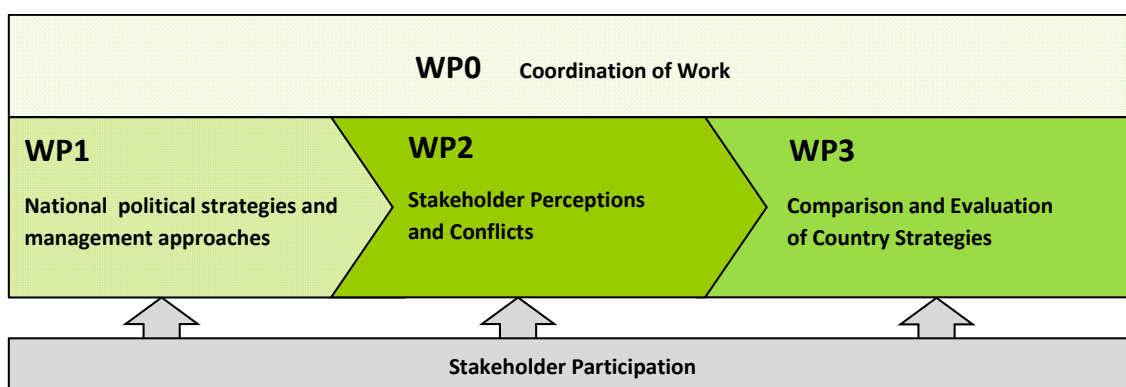 WP0 Coordination of Work
WP1
National political strategies and
management approaches
WP2
Stakeholder Perceptions
and Conflicts
WP3
Comparison and Evaluation
of Country Strategies
Stakeholder Participation